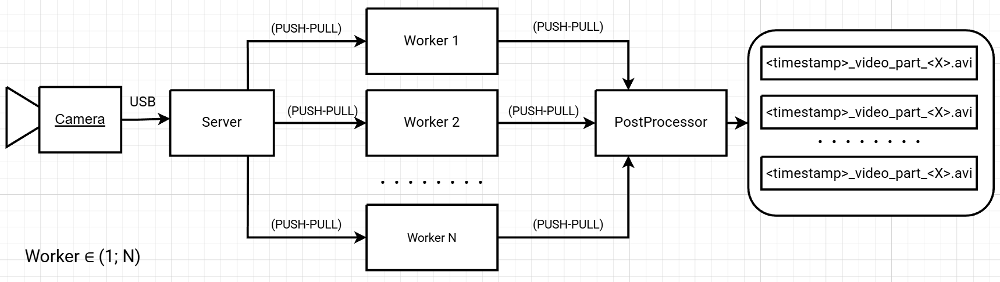 (PUSH-PULL)
Worker 1
(PUSH-PULL)
<timestamp>_video_part_<X>.avi
USB
Camera
Server
(PUSH-PULL)
Worker 2
(PUSH-PULL)
PostProcessor
<timestamp>_video_part_<X>.avi
. . . . . . . .
<timestamp>_video_part_<X>.avi
. . . . . . . .
(PUSH-PULL)
Worker N
(PUSH-PULL)
Worker ∈ (1; N)